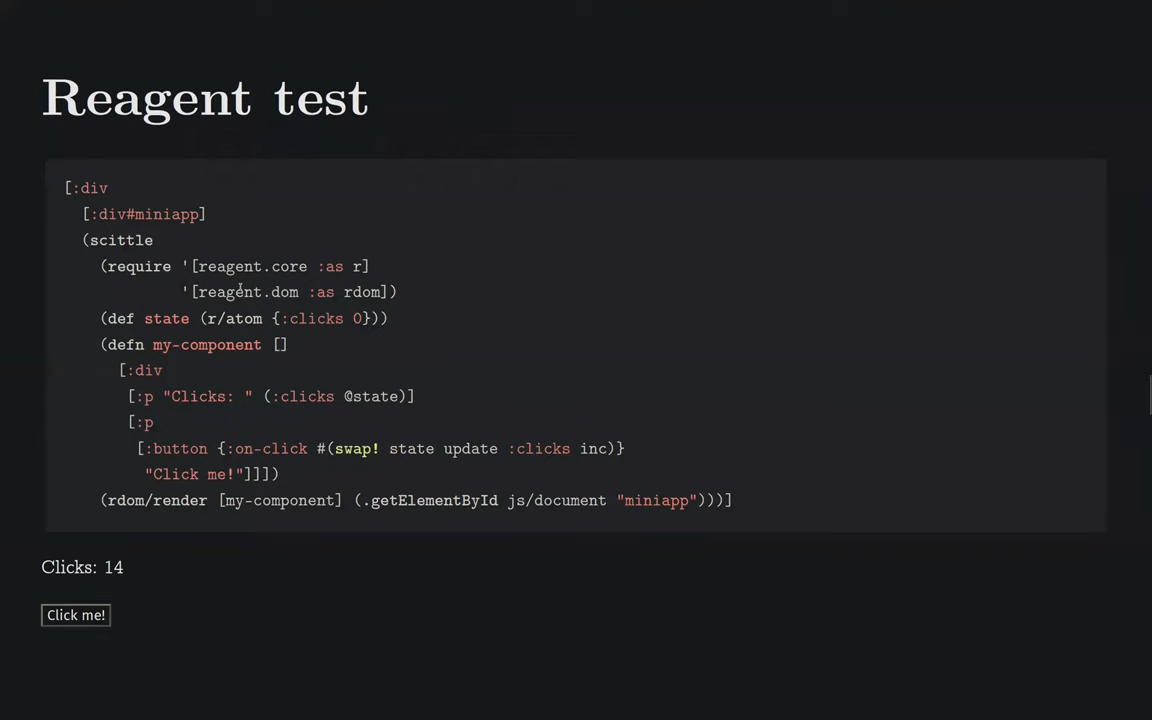 Reagent test
[:div
[:div#miniapp]
(scittle
(require '[reagent.core :as r]
'[reagent.dom :as rdom])
(def state (r/atom {:clicks 0}))
(defn my-component []
[:div
[:p "Clicks: " (:clicks @state)]
[:p
[:button {:on-click #(swap! state update :clicks inc)}
"Click me!"]]])
(rdom/render [my-component] (.getElementById js/document "miniapp")))]
Clicks: 14
Click me!